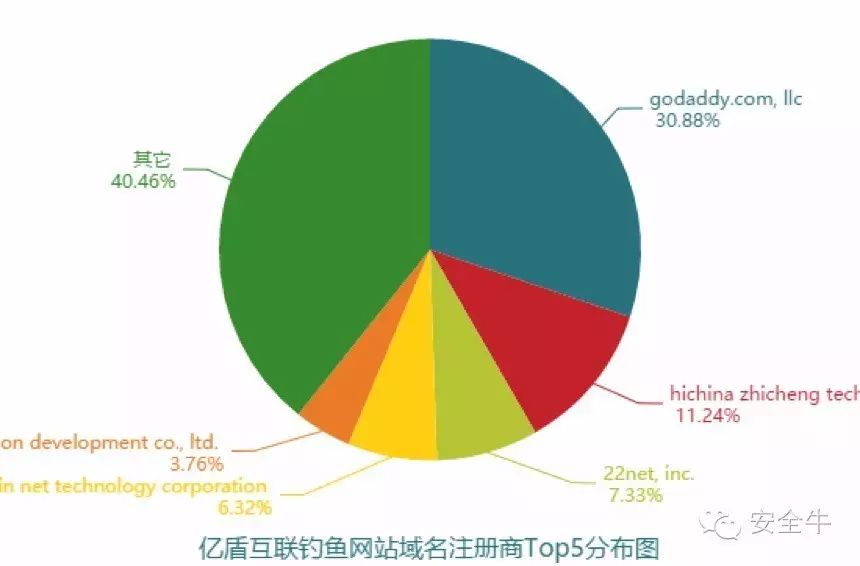 godaddy.com, llc
30.88%
其它
40.46%
hichina zhicheng tech
11.24%
on development co., ltd.
3.76%
22net, inc.
7.33%
in net technology corporation
6.32%
安全牛
亿盾互联钓鱼网站域名注册商Top5分布图